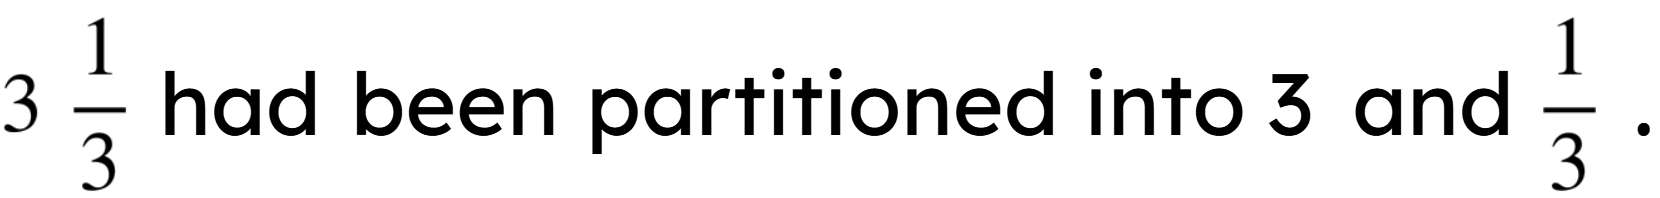 3 1/3 had been partitioned into 3 and 1/3 .